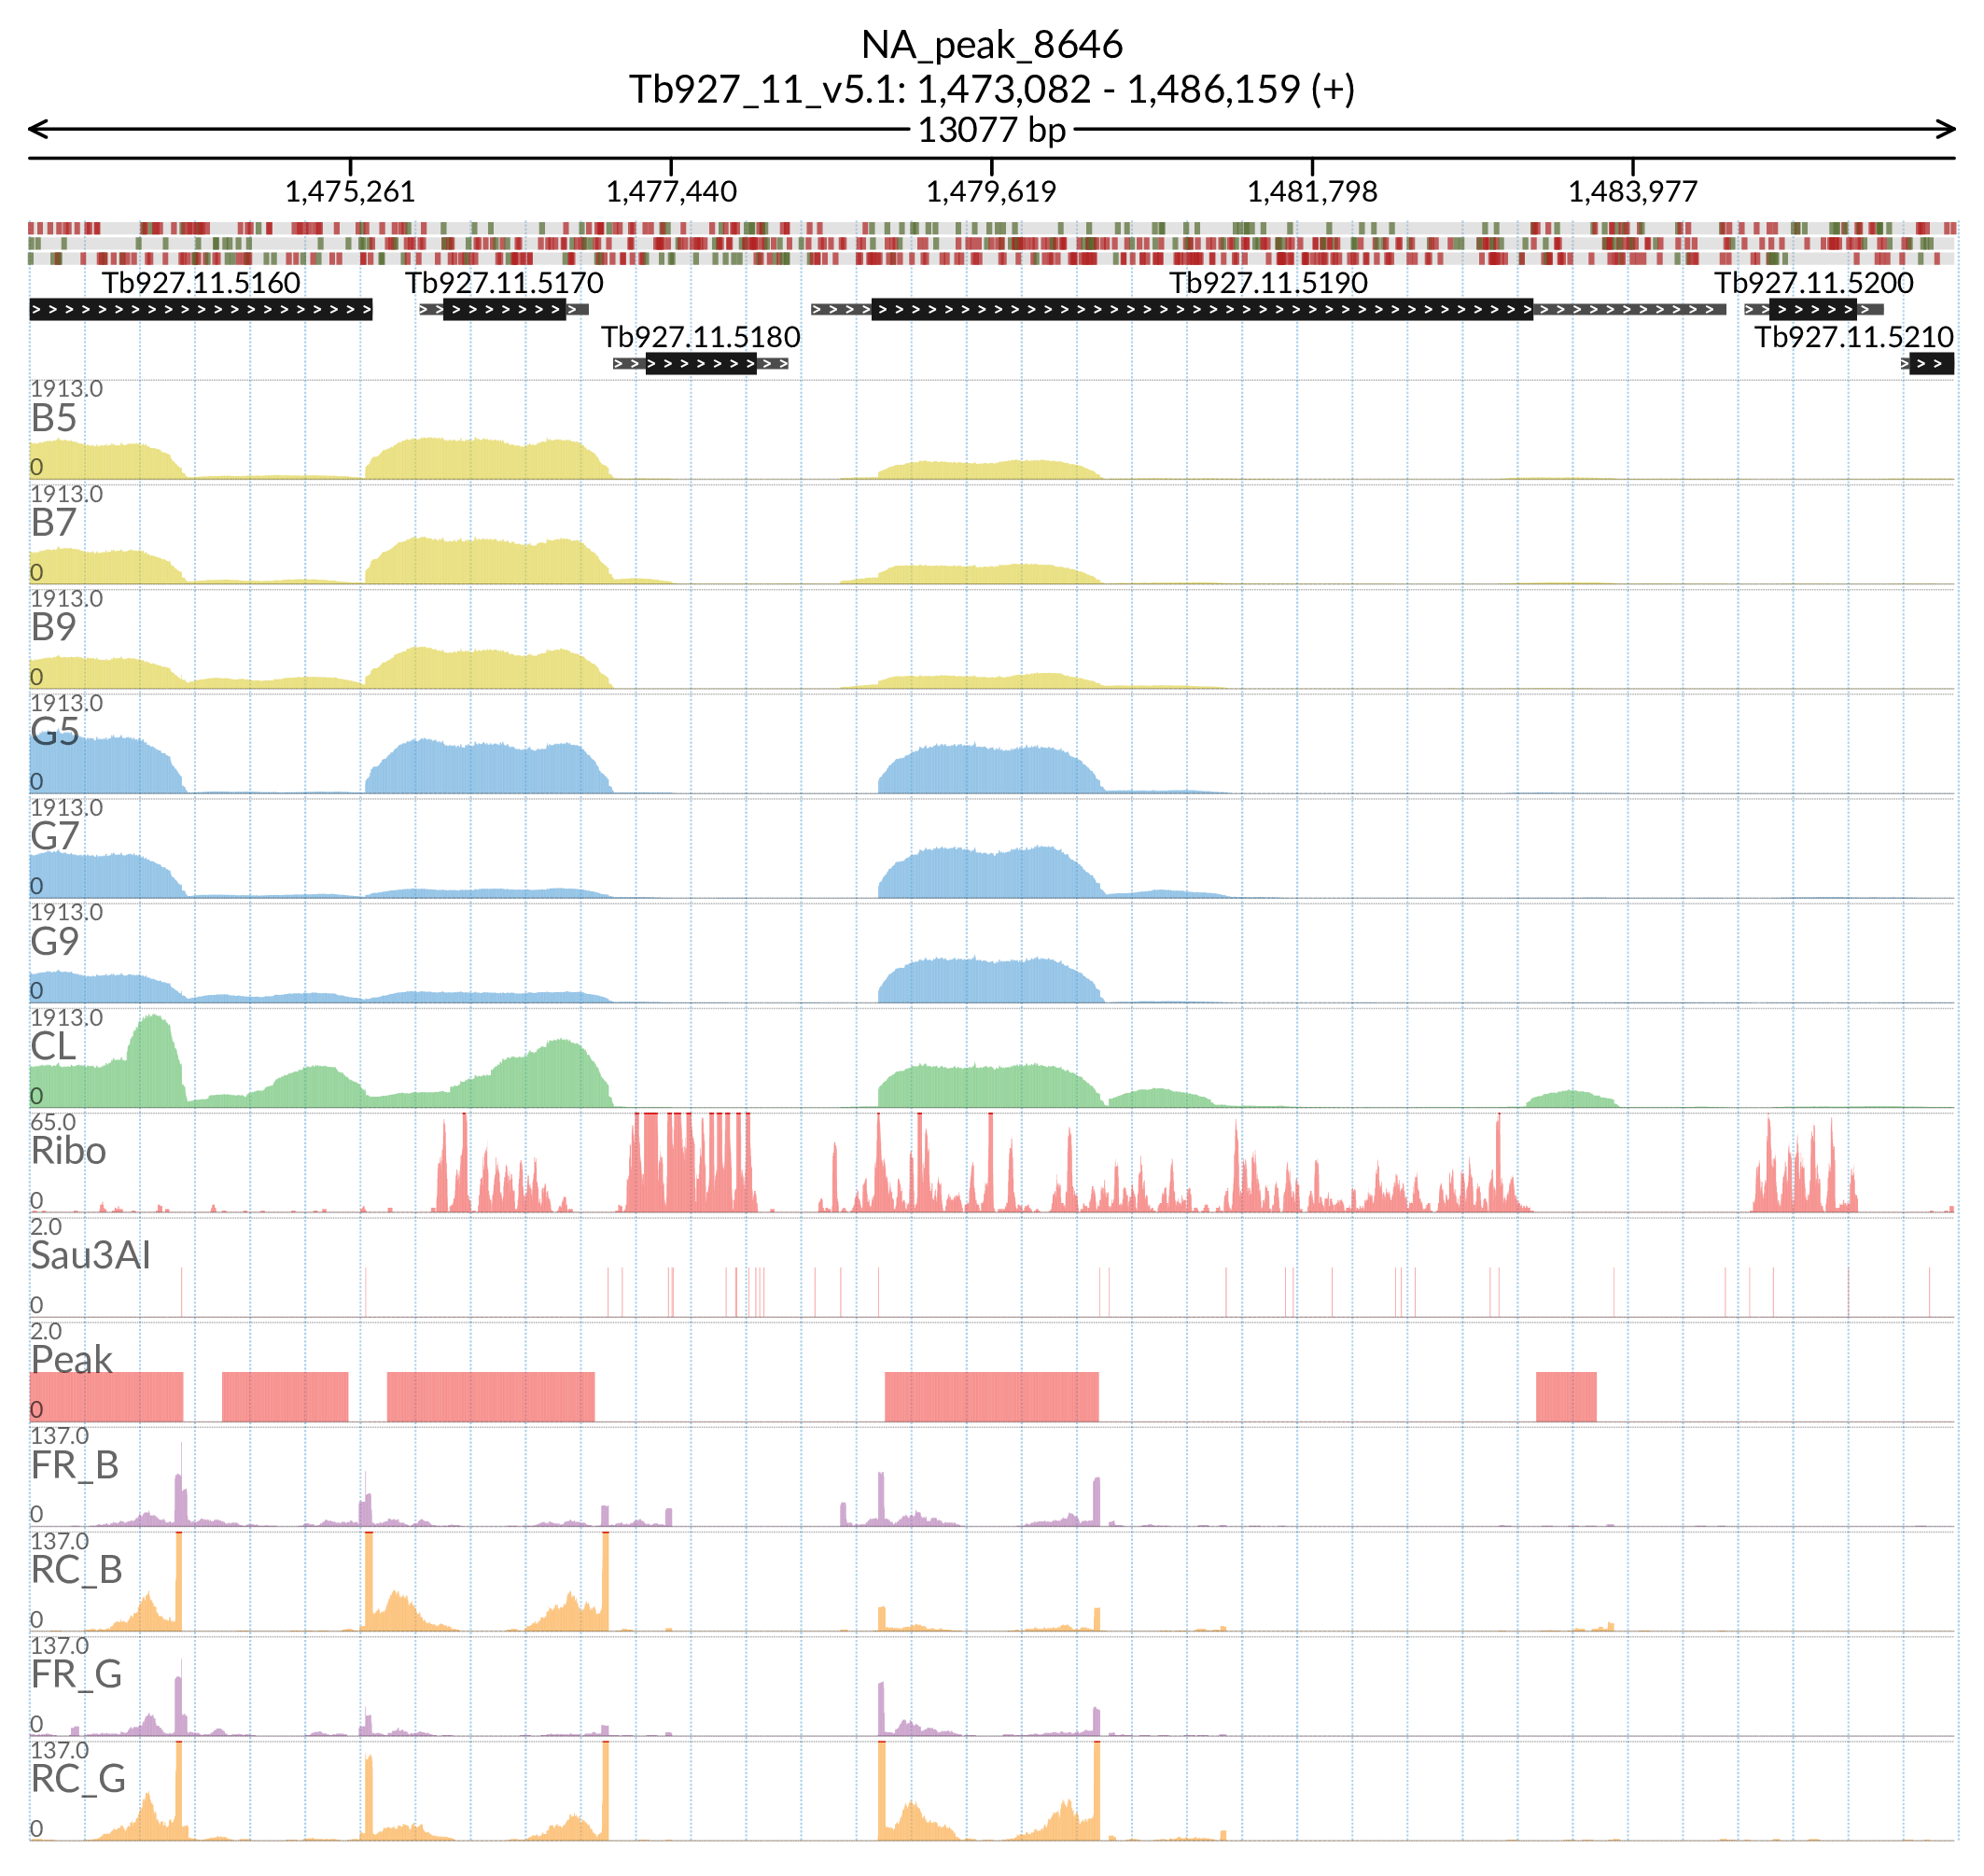 NA_peak_8646
Tb927_11_v5.1: 1,473,082 - 1,486,159 (+)
13077 bp
1,475,261 1,477,440 1,479,619 1,481,798 1,483,977
Tb927.11.5160 Tb927.11.5170 Tb927.11.5190 Tb927.11.5200
Tb927.11.5180 Tb927.11.5210
1913.0
B5
0
1913.0
B7
0
1913.0
B9
0
1913.0
G5
0
1913.0
G7
0
1913.0
G9
0
1913.0
CL
0
65.0
Ribo
0
2.0
Sau3AI
0
2.0
Peak
0
137.0
FR_B
0
137.0
RC_B
0
137.0
FR_G
0
137.0
RC_G
0